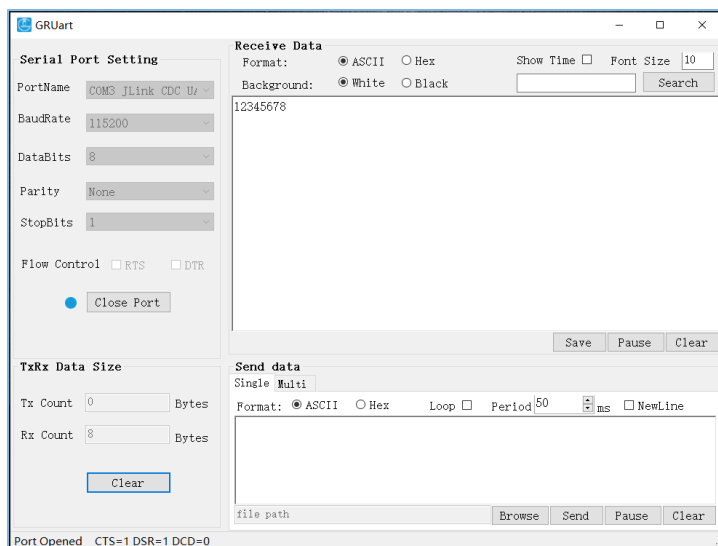 GRUart
Serial Port Setting
PortName COM3 JLink CDC UA
BaudRate 115200
DataBits 8
Parity None
StopBits 1
Flow Control RTS DTR
Close Port
TxRx Data Size
Tx Count 0 Bytes
Rx Count 8 Bytes
Clear
Receive Data
Format: ASCII Hex Show Time Font Size 10
Background: White Black Search
12345678
Save Pause Clear
Send data
Single Multi
Format: ASCII Hex Loop Period 50 ms NewLine
file path Browse Send Pause Clear
Port Opened CTS=1 DSR=1 DCD=0